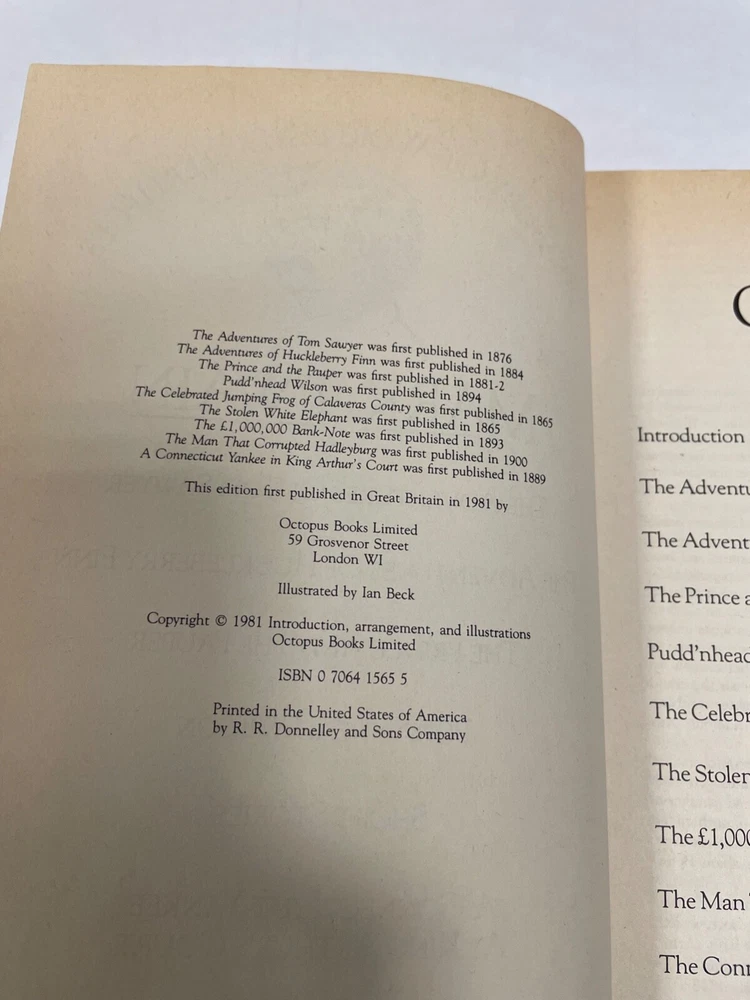 The Adventures of Tom Sawyer was first published in 1876
The Adventures of Huckleberry Finn was first published in 1884
The Prince and the Pauper was first published in 1881-2
Pudd'nhead Wilson was first published in 1894
The Celebrated Jumping Frog of Calaveras County was first published in 1865
The Stolen White Elephant was first published in 1865
The £1,000,000 Bank-Note was first published in 1893
The Man That Corrupted Hadleyburg was first published in 1900
A Connecticut Yankee in King Arthur's Court was first published in 1889
This edition first published in Great Britain in 1981 by
Octopus Books Limited
59 Grosvenor Street
London WI
Illustrated by Ian Beck
Copyright © 1981 Introduction, arrangement, and illustrations
Octopus Books Limited
ISBN 0 7064 1565 5
Printed in the United States of America
by R. R. Donnelley and Sons Company
Introduction
The Adventu
The Advent
The Prince a
Pudd'nhead
The Celebr
The Stolen
The £1,000
The Man
The Conn